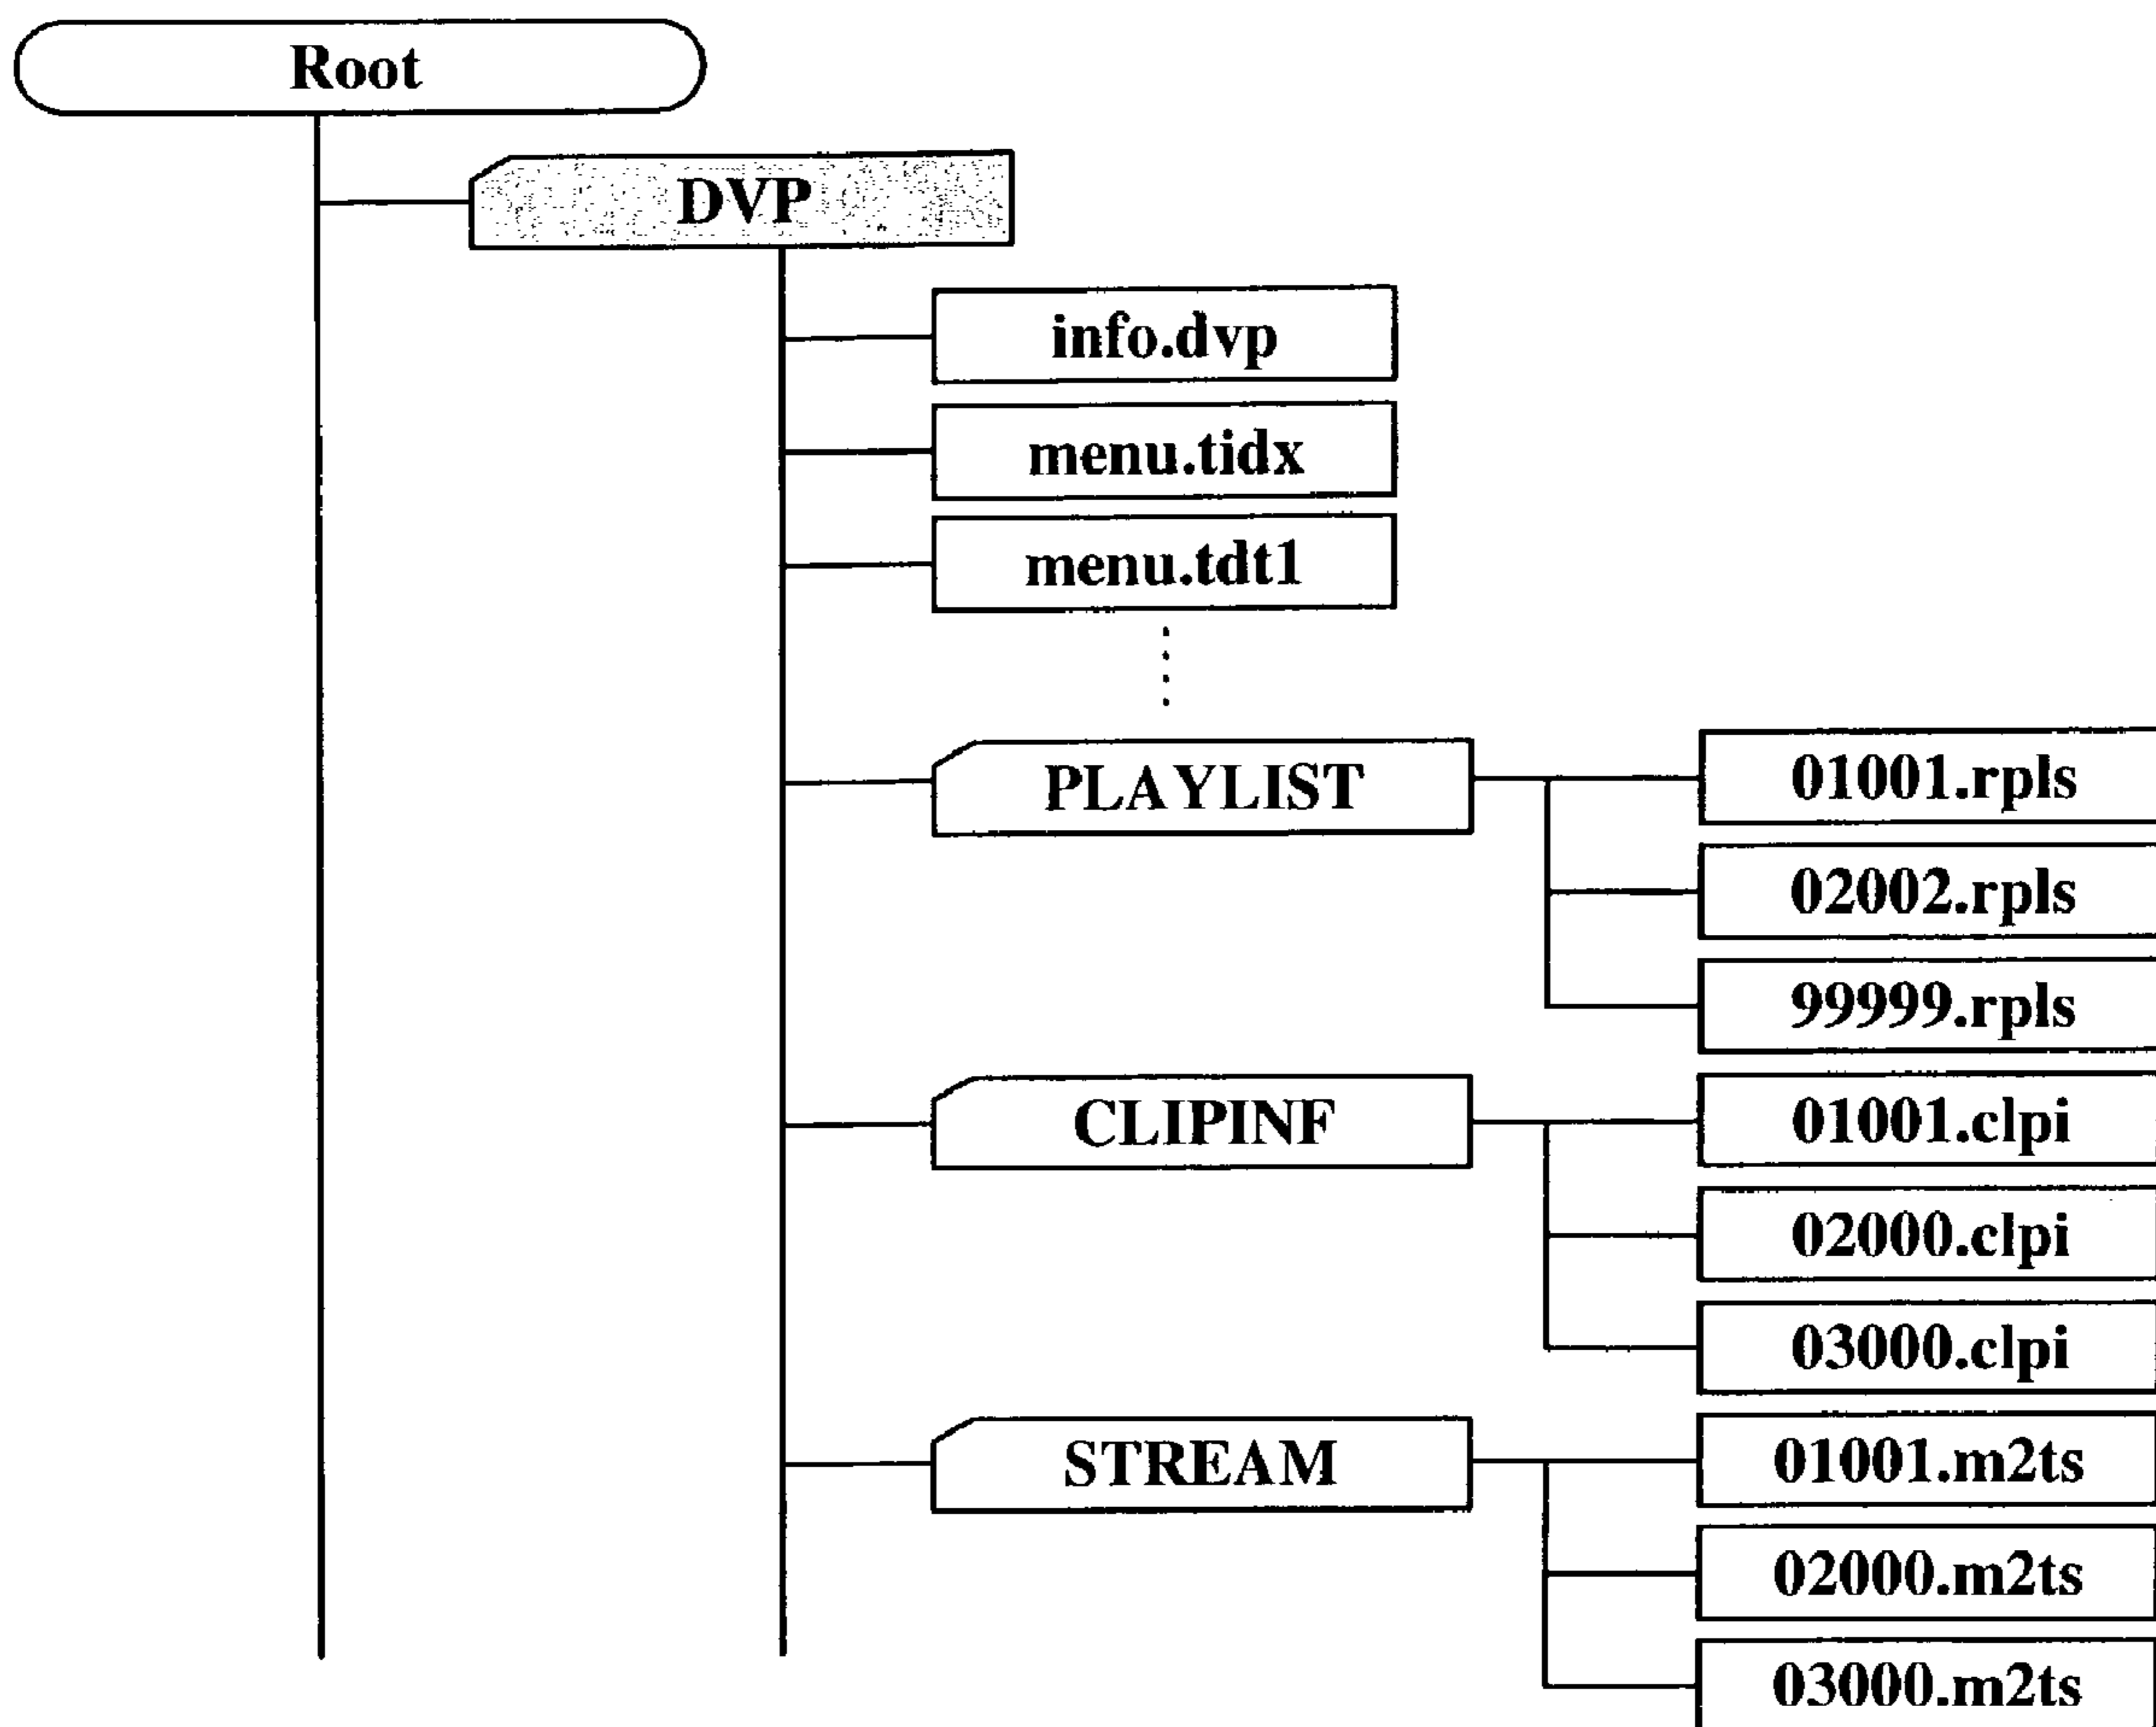 Root
DVP
info.dvp
menu.tidx
menu.tdt1
PLAYLIST
01001.rpls
02002.rpls
99999.rpls
CLIPINF
01001.clpi
02000.clpi
03000.clpi
STREAM
01001.m2ts
02000.m2ts
03000.m2ts